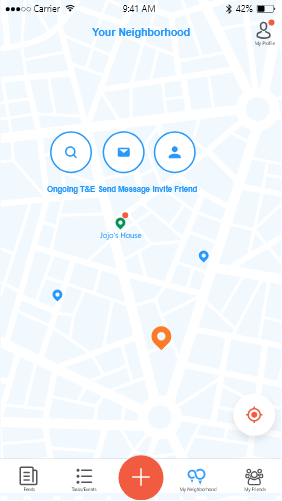 Carrier 9:41 AM 42%
Your Neighborhood
My Profile
Ongoing T&E Send Message Invite Friend
Jojo's House
Feeds Tasks/Events My Neighborhood My Friends